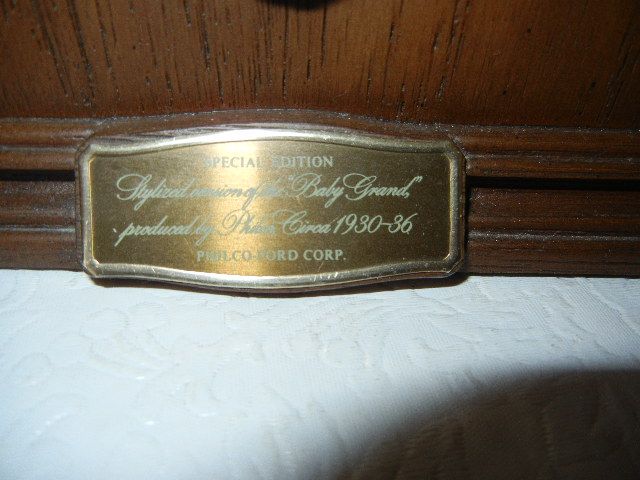 SPECIAL EDITION
Stylized version of the "Baby Grand,"
produced by Philco, Circa 1930-36
PHILCO-FORD CORP.